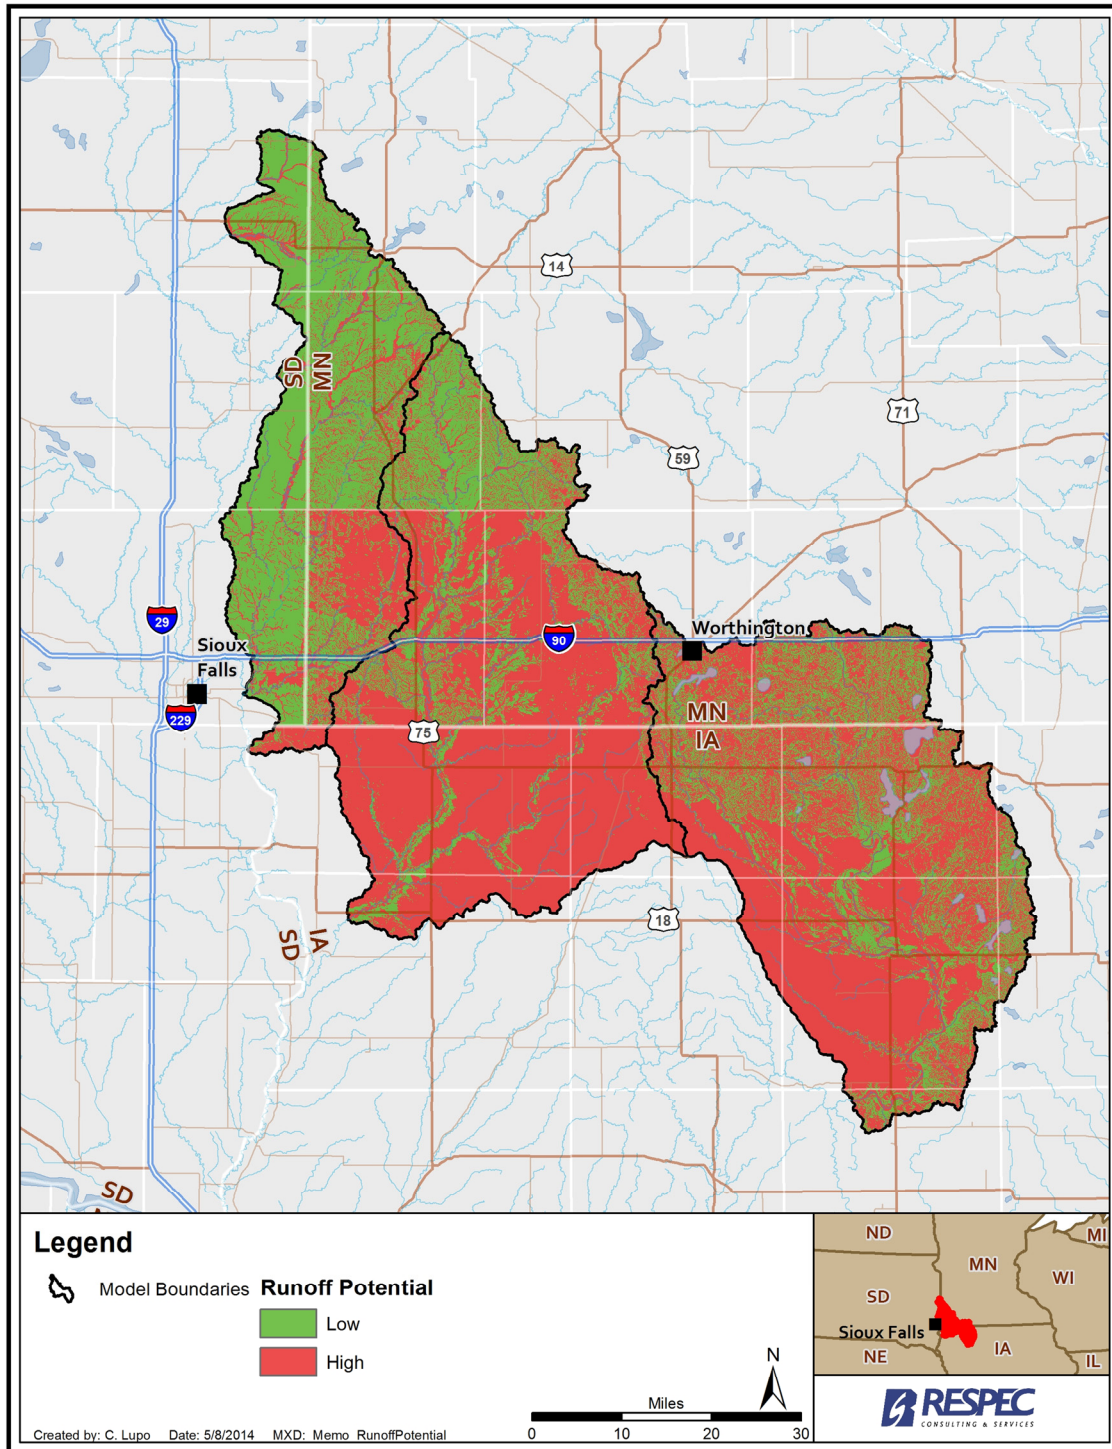 14
SD
MN
71
59
29
Sioux
Falls
90
Worthington
229
75
MN
IA
18
IA
SD
SD
Legend
Model Boundaries
Runoff Potential
Low
High
Miles
0 10 20 30
N
Created by: C. Lupo Date: 5/8/2014 MXD: Memo_RunoffPotential
ND
MN
MI
WI
SD
Sioux Falls
NE
IA
IL
RESPEC
CONSULTING & SERVICES